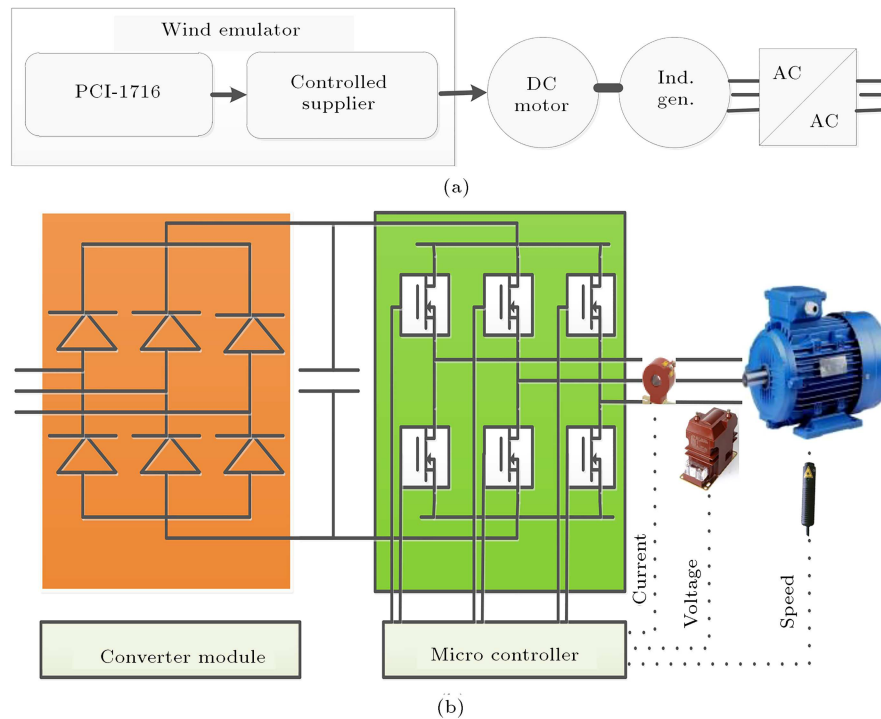 Wind emulator
PCI-1716
Controlled
supplier
DC
motor
Ind.
gen.
AC
AC
(a)
Current
Voltage
Speed
Converter module
Micro controller
(b)